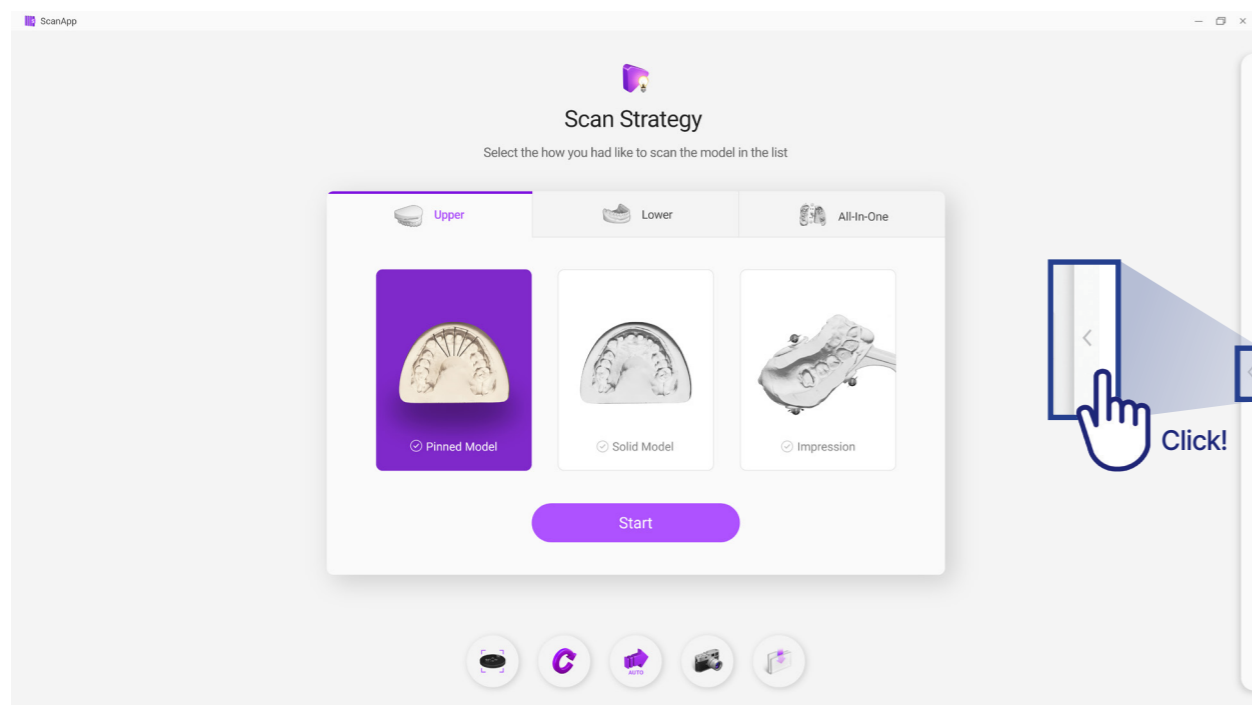 ScanApp
Scan Strategy
Select the how you had like to scan the model in the list
Upper
Lower
All-In-One
Pinned Model
Solid Model
Impression
Click!
Start
AUTO